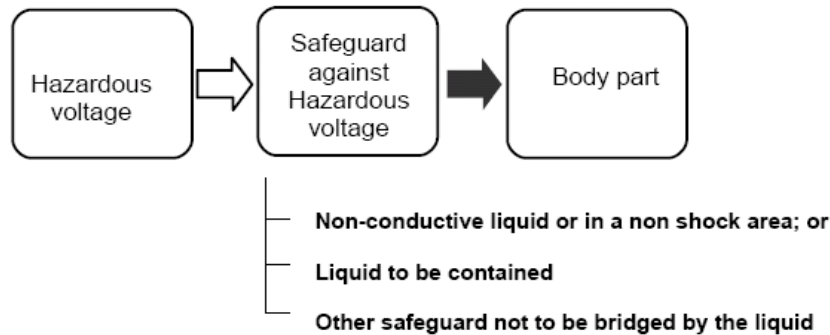 Hazardous
voltage
Safeguard
against
Hazardous
voltage
Body part
Non-conductive liquid or in a non shock area; or
Liquid to be contained
Other safeguard not to be bridged by the liquid